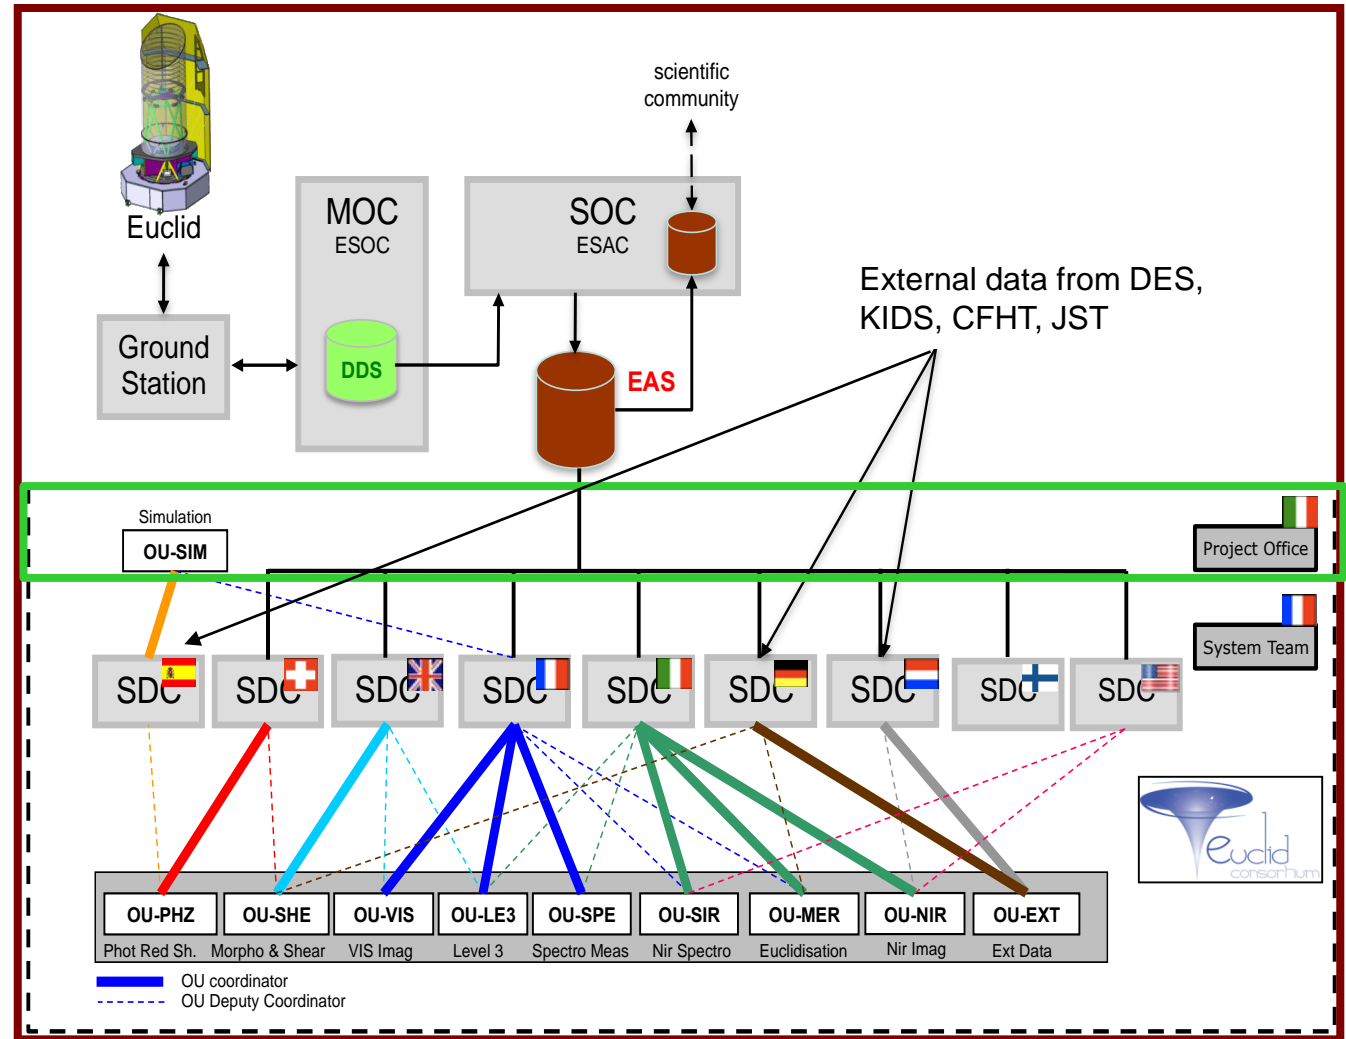 scientific
community
Euclid
MOC
ESOC
SOC
ESAC
External data from DES,
KIDS, CFHT, JST
Ground
Station
DDS
EAS
Simulation
OU-SIM
Project Office
System Team
SDC
SDC
SDC
SDC
SDC
SDC
SDC
SDC
SDC
Euclid
consortium
OU-PHZ
OU-SHE
OU-VIS
OU-LE3
OU-SPE
OU-SIR
OU-MER
OU-NIR
OU-EXT
Phot Red Sh.
Morpho & Shear
VIS Imag
Level 3
Spectro Meas
Nir Spectro
Euclidisation
Nir Imag
Ext Data
OU coordinator
OU Deputy Coordinator